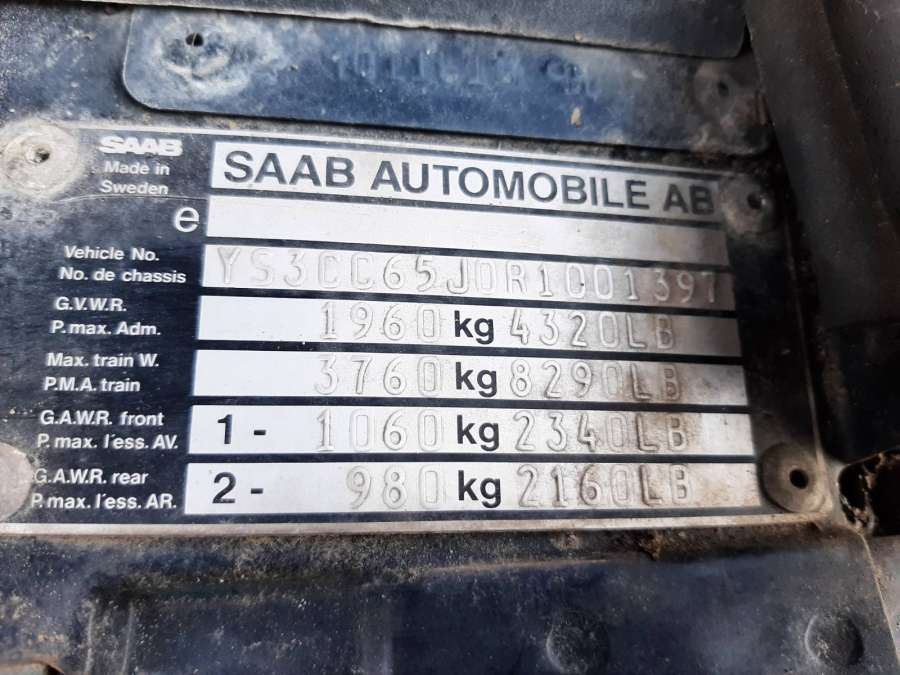 SAAB
Made in
Sweden
SAAB AUTOMOBILE AB
e
Vehicle No.
No. de chassis
YS3CC65J0R1001397
G.V.W.R.
P. max. Adm.
1960 kg 4320LB
Max. train W.
P.M.A. train
3760 kg 8290LB
G.A.W.R. front
P. max. l'ess. AV.
1- 1060 kg 2340LB
G.A.W.R. rear
P. max. l'ess. AR.
2- 980 kg 2160LB